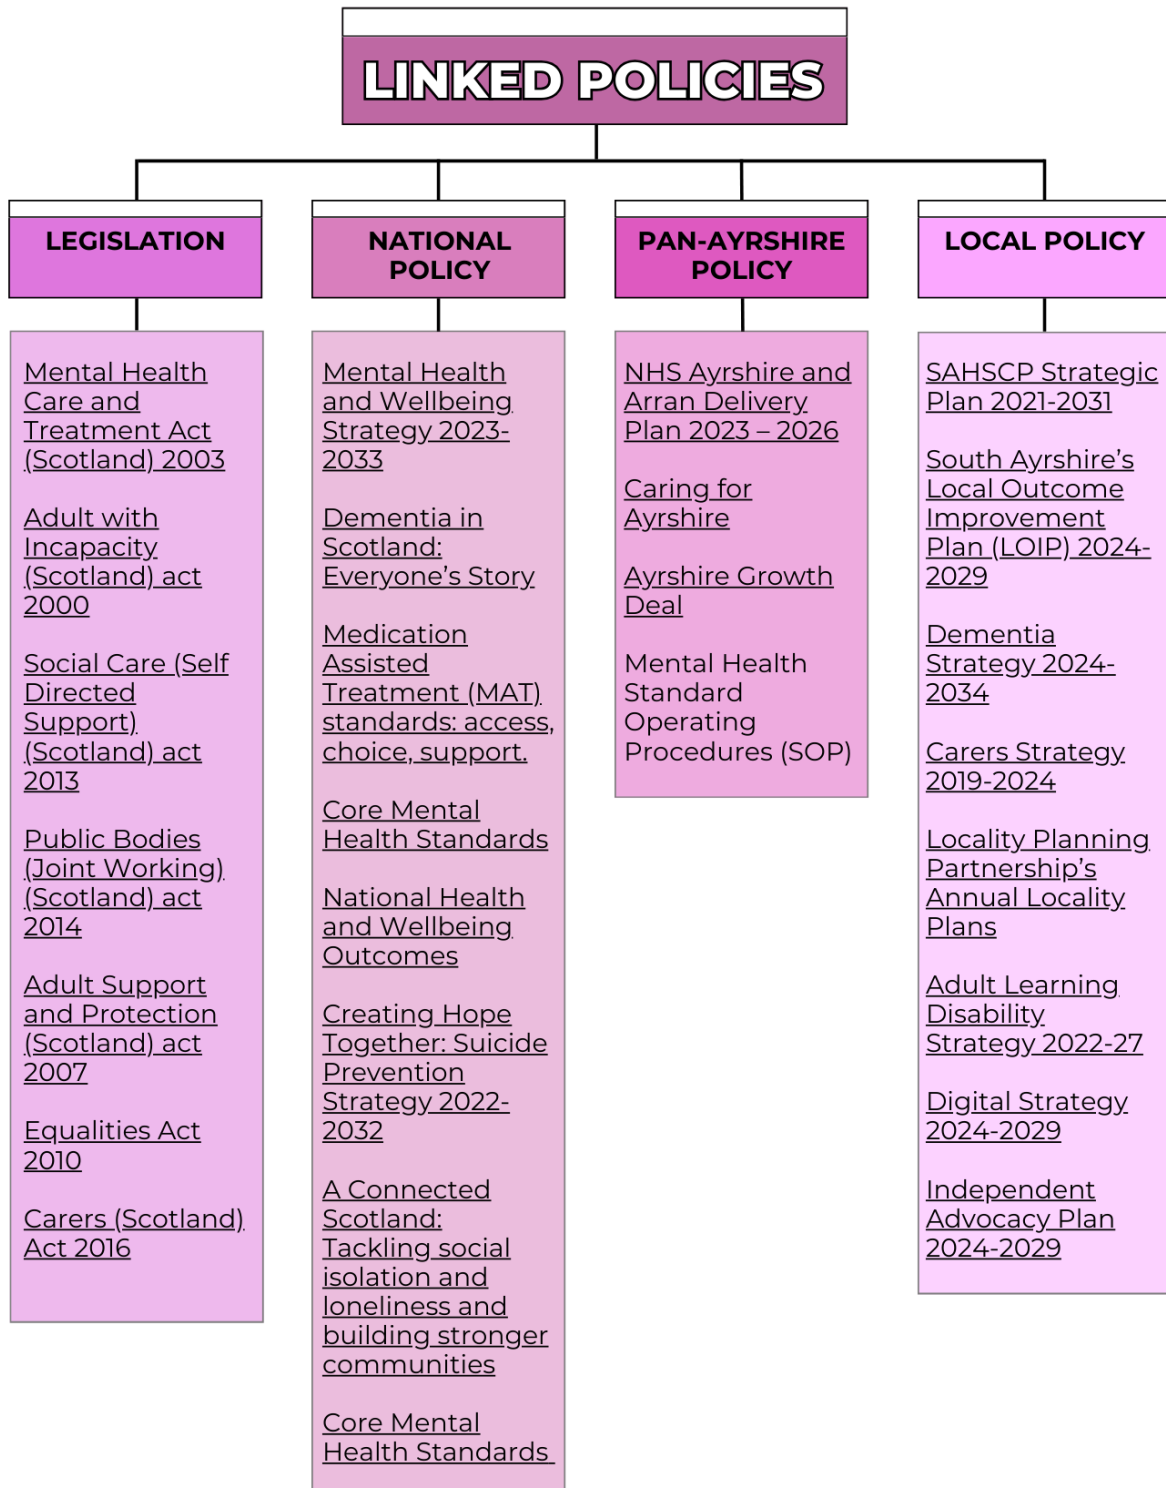 LINKED POLICIES
LEGISLATION
Mental Health
Care and
Treatment Act
(Scotland) 2003
Adult with
Incapacity
(Scotland) act
2000
Social Care (Self
Directed
Support)
(Scotland) act
2013
Public Bodies
(Joint Working)
(Scotland) act
2014
Adult Support
and Protection
(Scotland) act
2007
Equalities Act
2010
Carers (Scotland)
Act 2016
NATIONAL
POLICY
Mental Health
and Wellbeing
Strategy 2023-
2033
Dementia in
Scotland:
Everyone’s Story
Medication
Assisted
Treatment (MAT)
standards: access,
choice, support.
Core Mental
Health Standards
National Health
and Wellbeing
Outcomes
Creating Hope
Together: Suicide
Prevention
Strategy 2022-
2032
A Connected
Scotland:
Tackling social
isolation and
loneliness and
building stronger
communities
Core Mental
Health Standards
PAN-AYRSHIRE
POLICY
NHS Ayrshire and
Arran Delivery
Plan 2023 – 2026
Caring for
Ayrshire
Ayrshire Growth
Deal
Mental Health
Standard
Operating
Procedures (SOP)
LOCAL POLICY
SAHSCP Strategic
Plan 2021-2031
South Ayrshire’s
Local Outcome
Improvement
Plan (LOIP) 2024-
2029
Dementia
Strategy 2024-
2034
Carers Strategy
2019-2024
Locality Planning
Partnership’s
Annual Locality
Plans
Adult Learning
Disability
Strategy 2022-27
Digital Strategy
2024-2029
Independent
Advocacy Plan
2024-2029